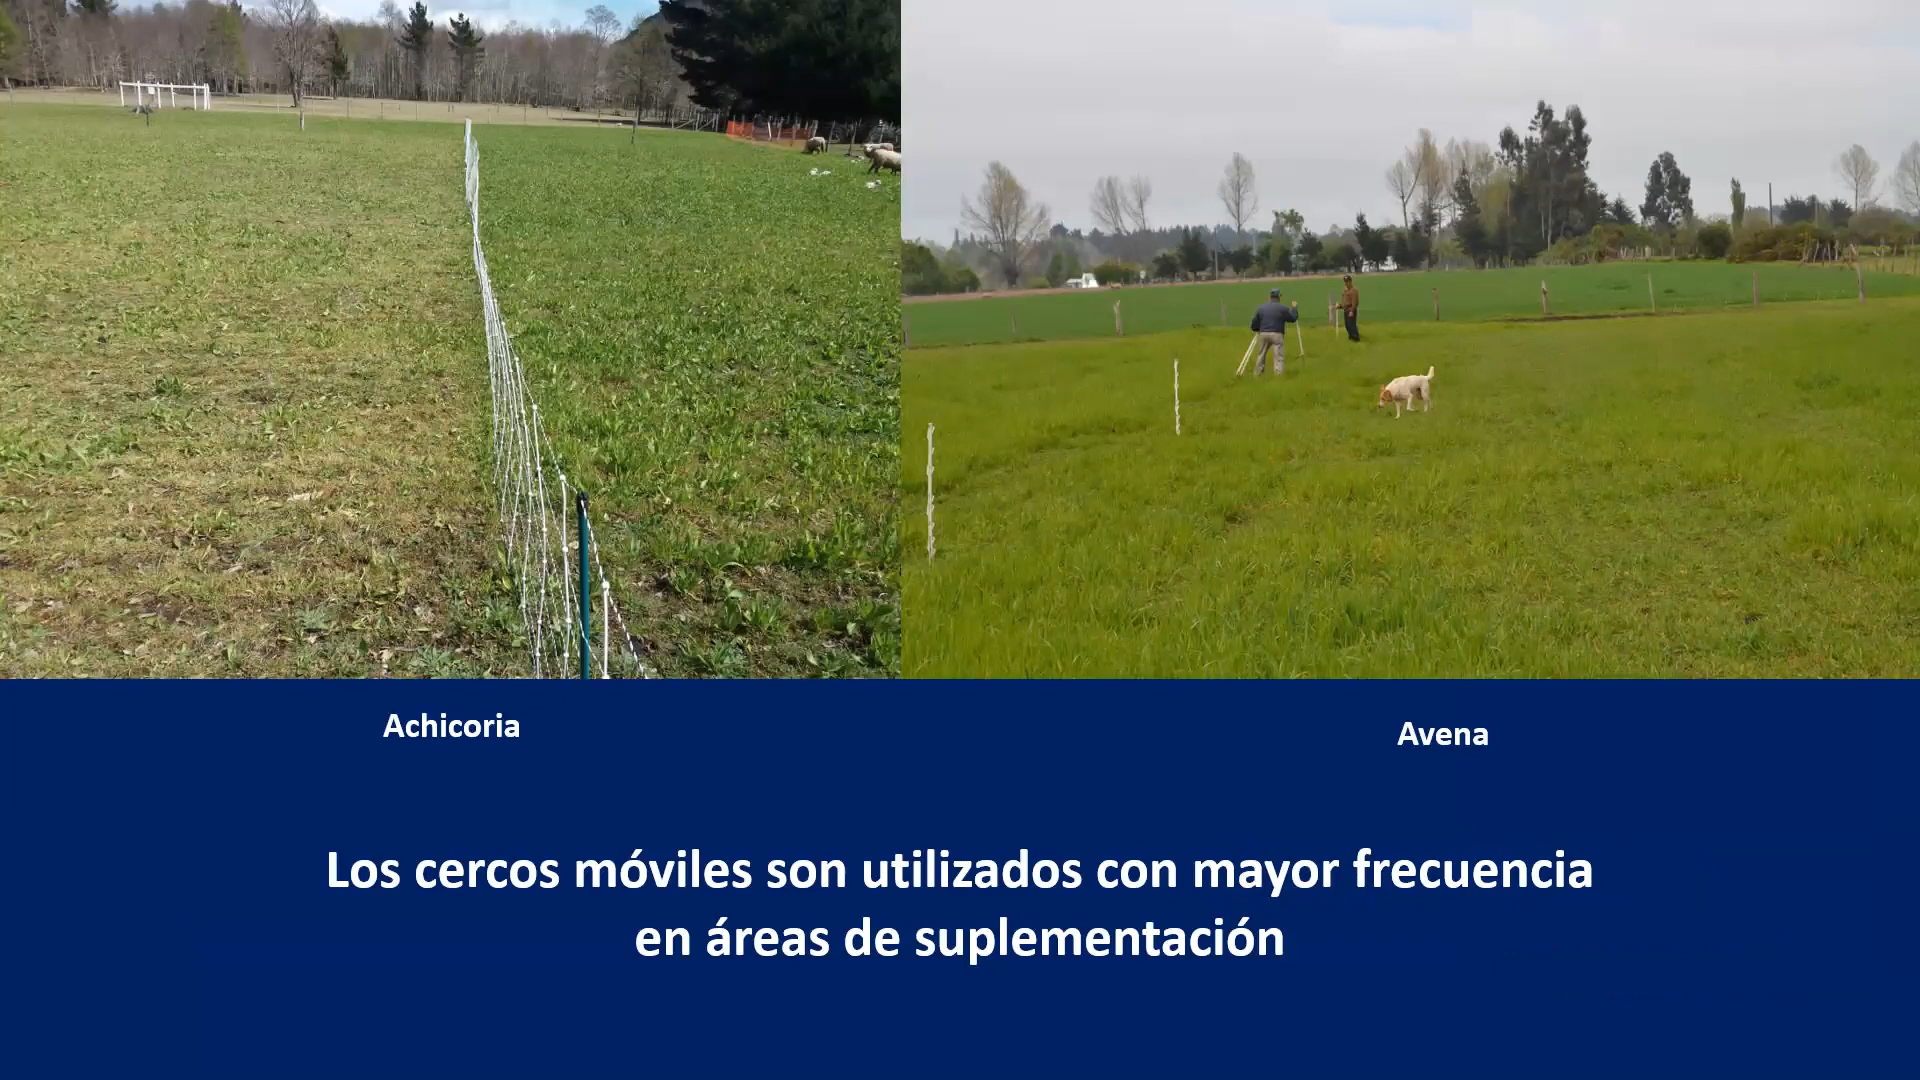 Achicoria
Avena
Los cercos móviles son utilizados con mayor frecuencia
en áreas de suplementación